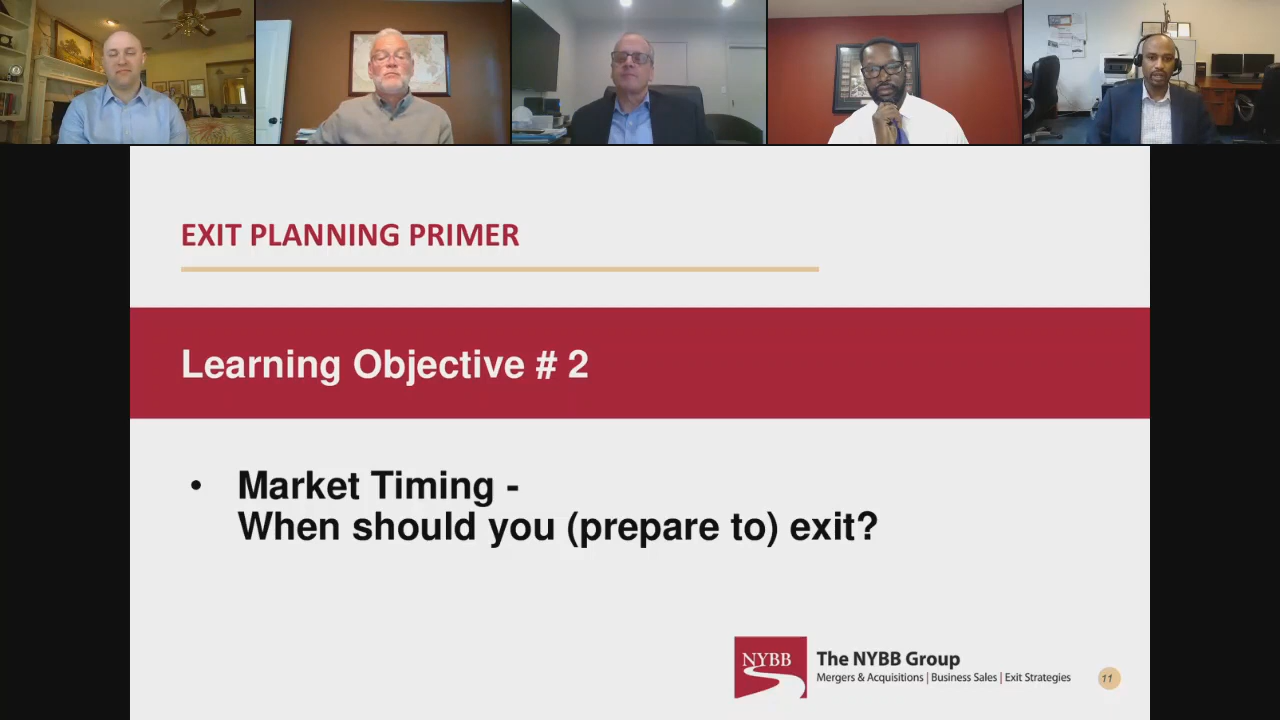 EXIT PLANNING PRIMER
Learning Objective # 2
• Market Timing -
When should you (prepare to) exit?
NYBB
The NYBB Group
Mergers & Acquisitions | Business Sales | Exit Strategies
11